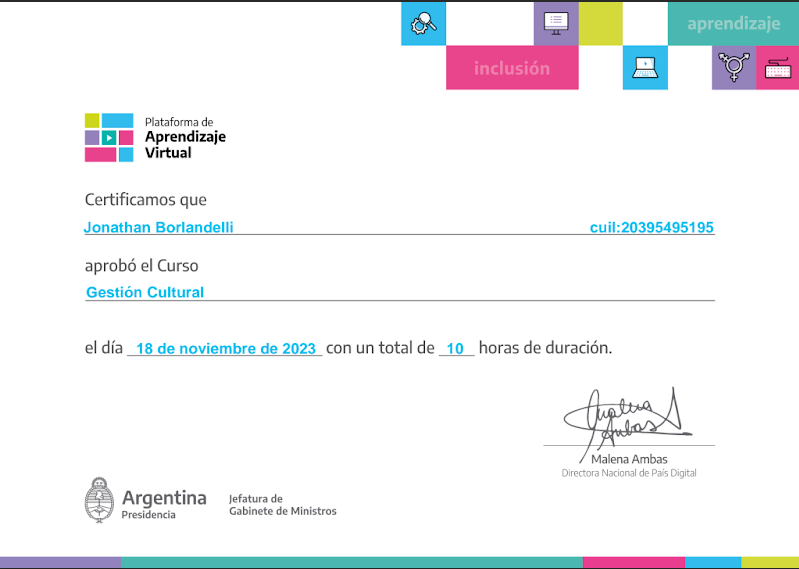 aprendizaje
inclusión
Plataforma de
Aprendizaje
Virtual
Certificamos que
Jonathan Borlandelli cuil:20395495195
aprobó el Curso
Gestión Cultural
el día 18 de noviembre de 2023 con un total de 10 horas de duración.
Malena Ambas
Malena Ambas
Directora Nacional de País Digital
Argentina
Presidencia
Jefatura de
Gabinete de Ministros